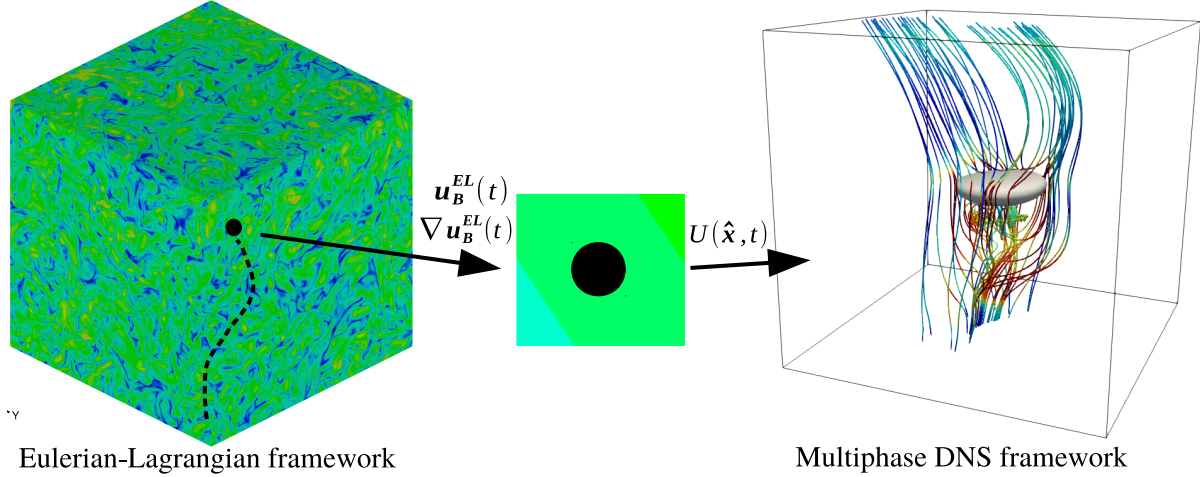 𝒖_B^EL(t)
∇𝒖_B^EL(t)
U(x̂,t)
Y
Eulerian-Lagrangian framework
Multiphase DNS framework